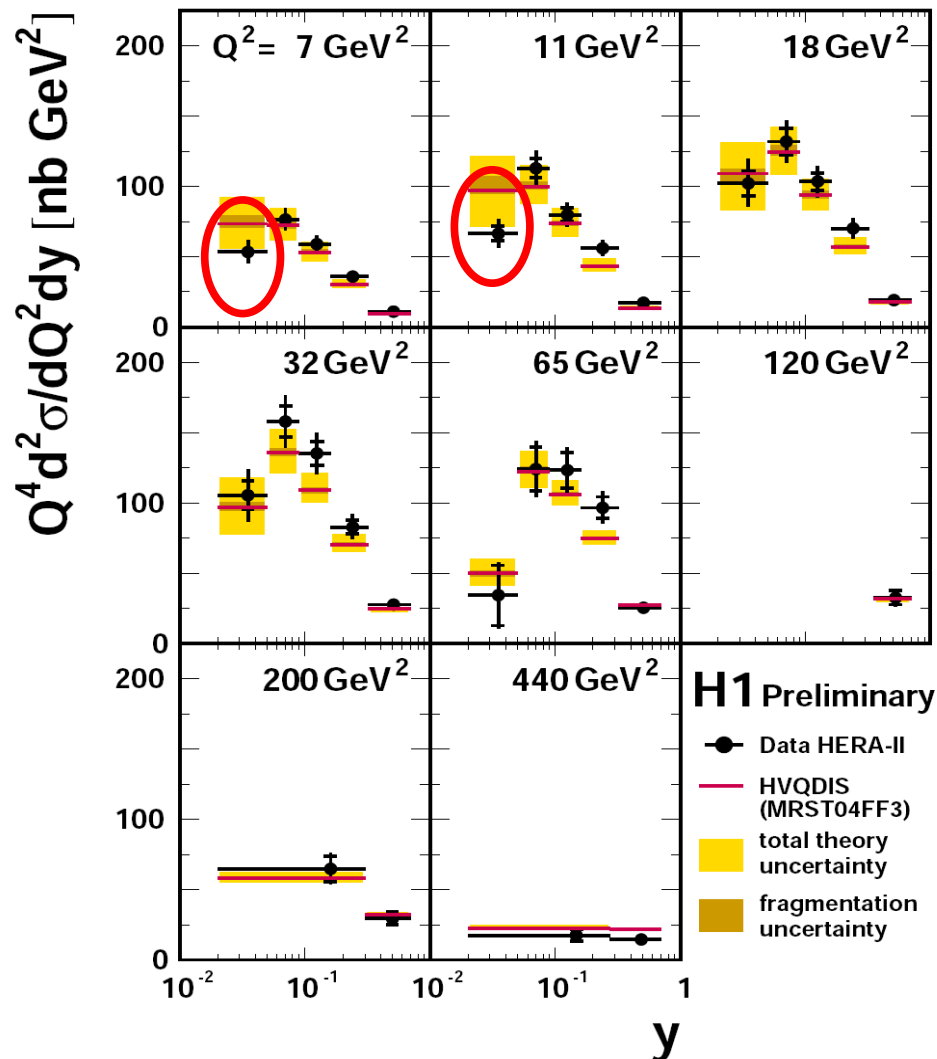 Q⁴ d²σ/dQ²dy [nb GeV²]
Q² = 7 GeV²
11 GeV²
18 GeV²
200
100
0
32 GeV²
65 GeV²
120 GeV²
200
100
0
200 GeV²
440 GeV²
H1 Preliminary
Data HERA-II
HVQDIS
(MRST04FF3)
total theory
uncertainty
fragmentation
uncertainty
200
100
0
10⁻² 10⁻¹ 10⁻² 10⁻¹ 1
y